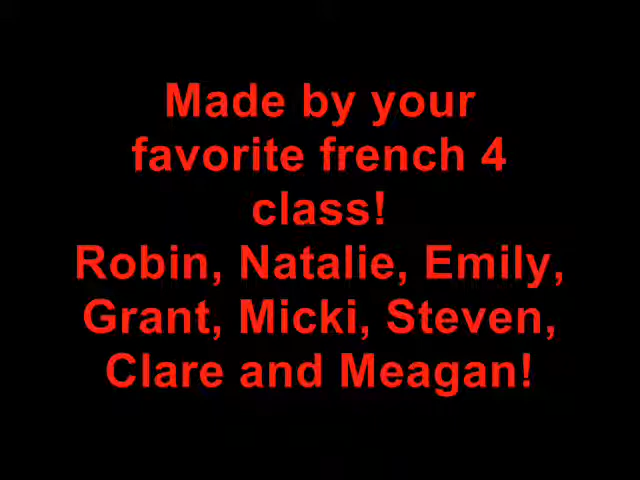 Made by your
favorite french 4
class!
Robin, Natalie, Emily,
Grant, Micki, Steven,
Clare and Meagan!